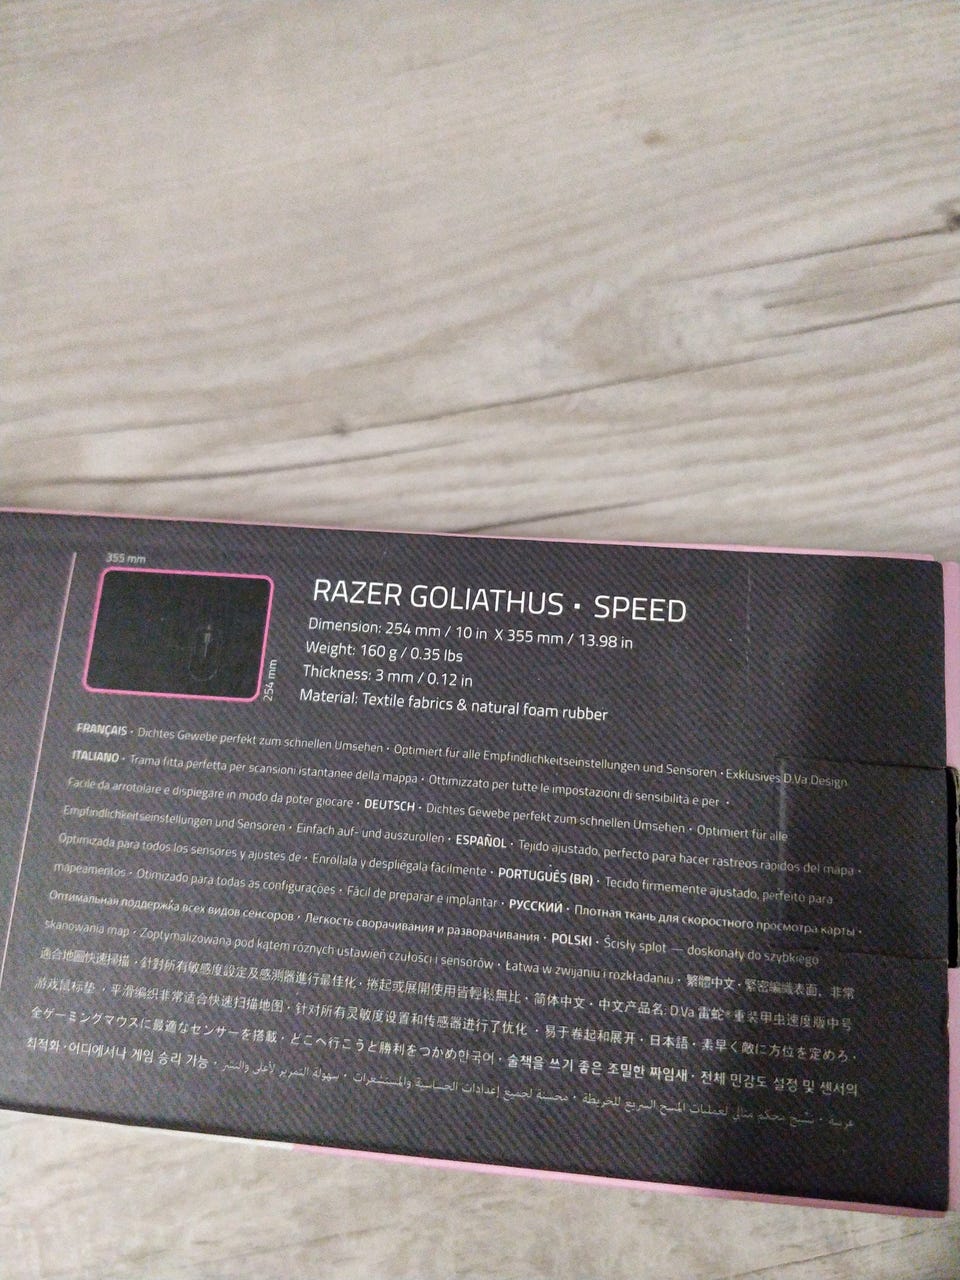 355 mm
254 mm
RAZER GOLIATHUS · SPEED
Dimension: 254 mm / 10 in X 355 mm / 13.98 in
Weight: 160 g / 0.35 lbs
Thickness: 3 mm / 0.12 in
Material: Textile fabrics & natural foam rubber
FRANÇAIS · Dichtes Gewebe perfekt zum schnellen Umsehen · Optimiert für alle Empfindlichkeitseinstellungen und Sensoren · Exklusives D.Va Design
ITALIANO · Trama fitta perfetta per scansioni istantanee della mappa · Ottimizzato per tutte le impostazioni di sensibilità e per ·
Facile da arrotolare e dispiegare in modo da poter giocare · DEUTSCH · Dichtes Gewebe perfekt zum schnellen Umsehen · Optimiert für alle
Empfindlichkeitseinstellungen und Sensoren · Einfach auf- und auszurollen · ESPAÑOL · Tejido ajustado, perfecto para hacer rastreos rápidos del mapa ·
Optimizada para todos los sensores y ajustes de · Enróllala y despliégala fácilmente · PORTUGUÊS (BR) · Tecido firmemente ajustado, perfeito para
mapeamentos · Otimizado para todas as configurações · Fácil de preparar e implantar · РУССКИЙ · Плотная ткань для скоростного просмотра карты ·
Оптимальная поддержка всех видов сенсоров · Легкость сворачивания и разворачивания · POLSKI · Ścisły splot — doskonały do szybkiego
skanowania map · Zoptymalizowana pod kątem różnych ustawień czułości i sensorów · Łatwa w zwijaniu i rozkładaniu · 繁體中文 · 緊密編織表面，非常
適合地圖快速掃描 · 針對所有敏感度設定及感測器進行最佳化 · 捲起或展開使用皆輕鬆無比 · 简体中文 · 中文产品名: D.Va 雷蛇® 重装甲虫速度版中号
游戏鼠标垫 · 平滑编织非常适合快速扫描地图 · 针对所有灵敏度设置和传感器进行了优化 · 易于卷起和展开 · 日本語 · 素早く敵に方位を定めろ ·
全ゲーミングマウスに最適なセンサーを搭載 · どこへ行こうと勝利をつかめ한국어 · 술책을 쓰기 좋은 조밀한 짜임새 · 전체 민감도 설정 및 센서의
최적화 · 어디에서나 게임 승리 가능 · عربية · نسيج محكم مثالي لعمليات المسح السريع للخريطة · محسنة لجميع إعدادات الحساسية والمستشعرات · سهولة التمرير لأعلى والنشر